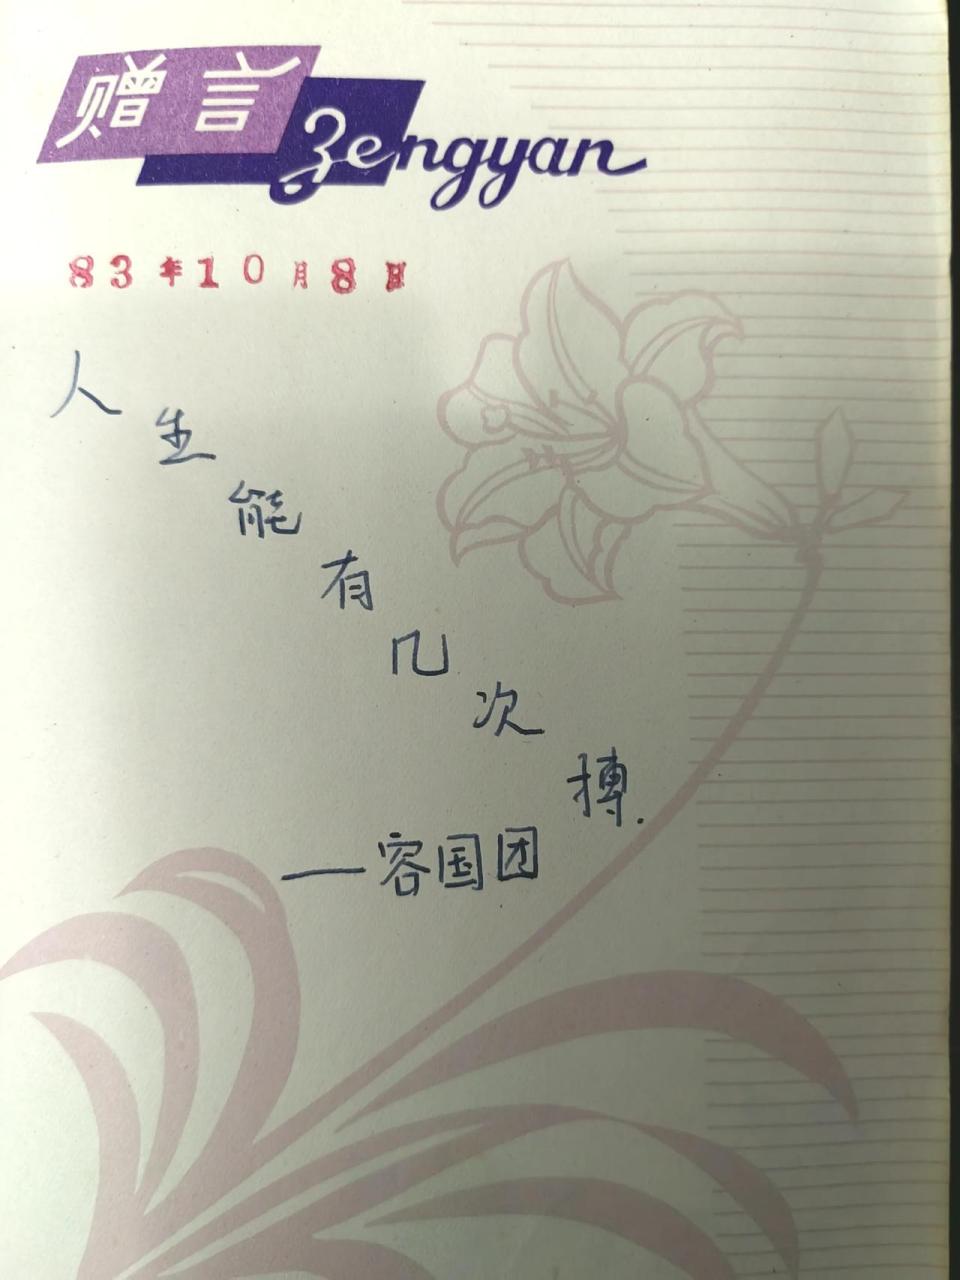 赠言
Zengyan
83年10月8日
人生能有几次搏.
—容国团